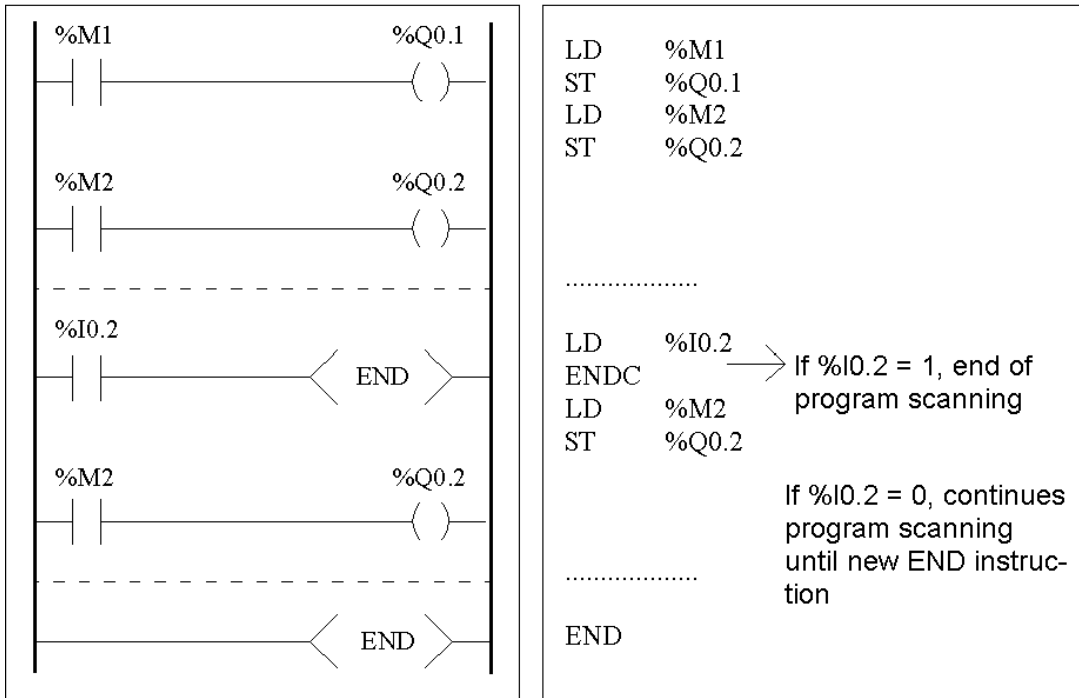 %M1 %Q0.1
%M2 %Q0.2
%I0.2
END
%M2 %Q0.2
END
LD %M1
ST %Q0.1
LD %M2
ST %Q0.2
...................
LD %I0.2
ENDC
LD %M2
ST %Q0.2
If %I0.2 = 1, end of
program scanning
If %I0.2 = 0, continues
program scanning
until new END instruc-
tion
...................
END